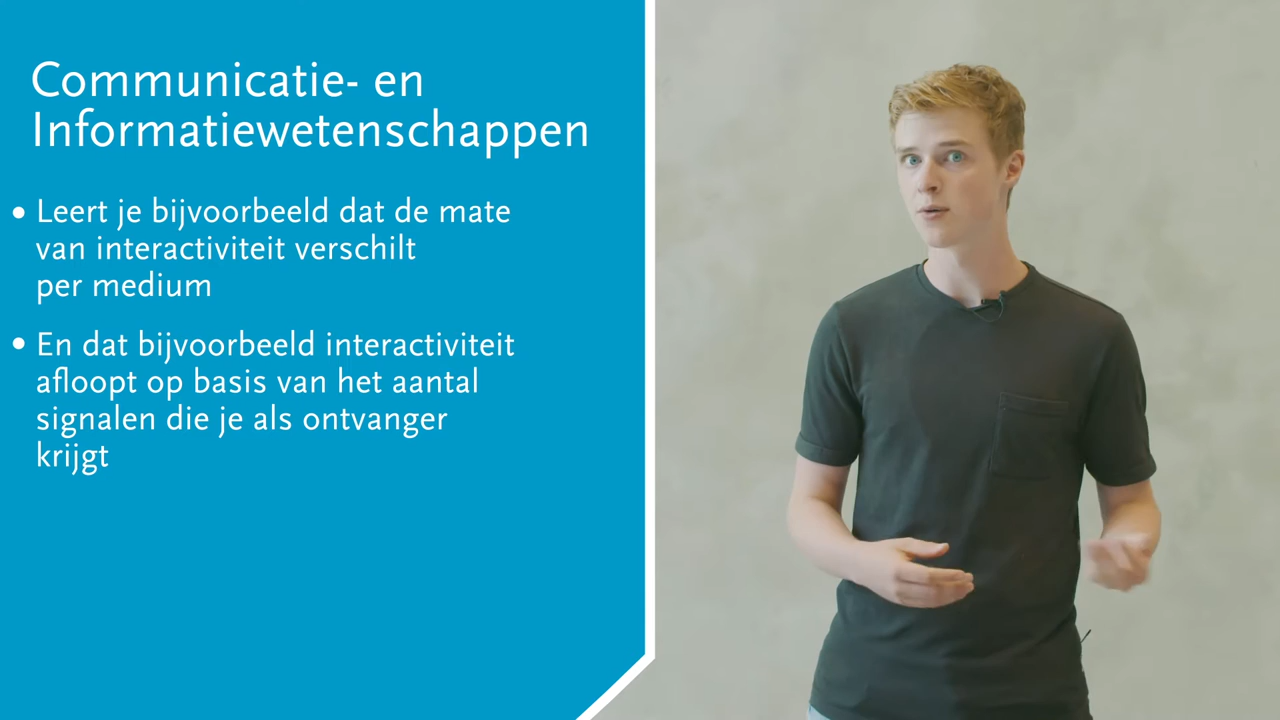 Communicatie- en
Informatiewetenschappen
• Leert je bijvoorbeeld dat de mate
van interactiviteit verschilt
per medium
• En dat bijvoorbeeld interactiviteit
afloopt op basis van het aantal
signalen die je als ontvanger
krijgt